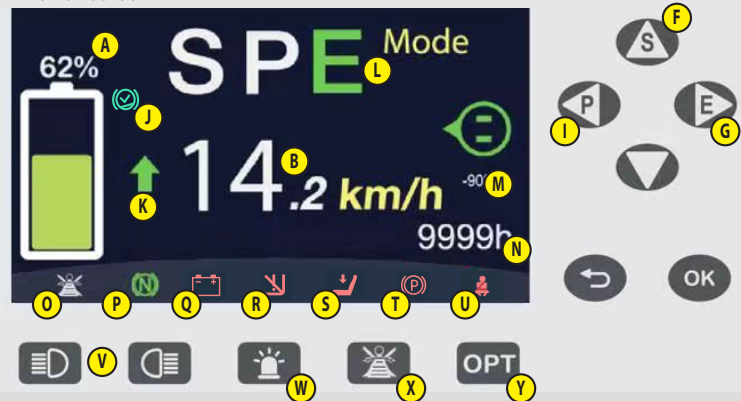 A
F
SPE Mode
L
S
62%
J
P
E
I
G
14.2 km/h
B
K
-90°
M
9999h
N
N
P
OK
O
P
Q
R
S
T
U
V
W
X
OPT
Y